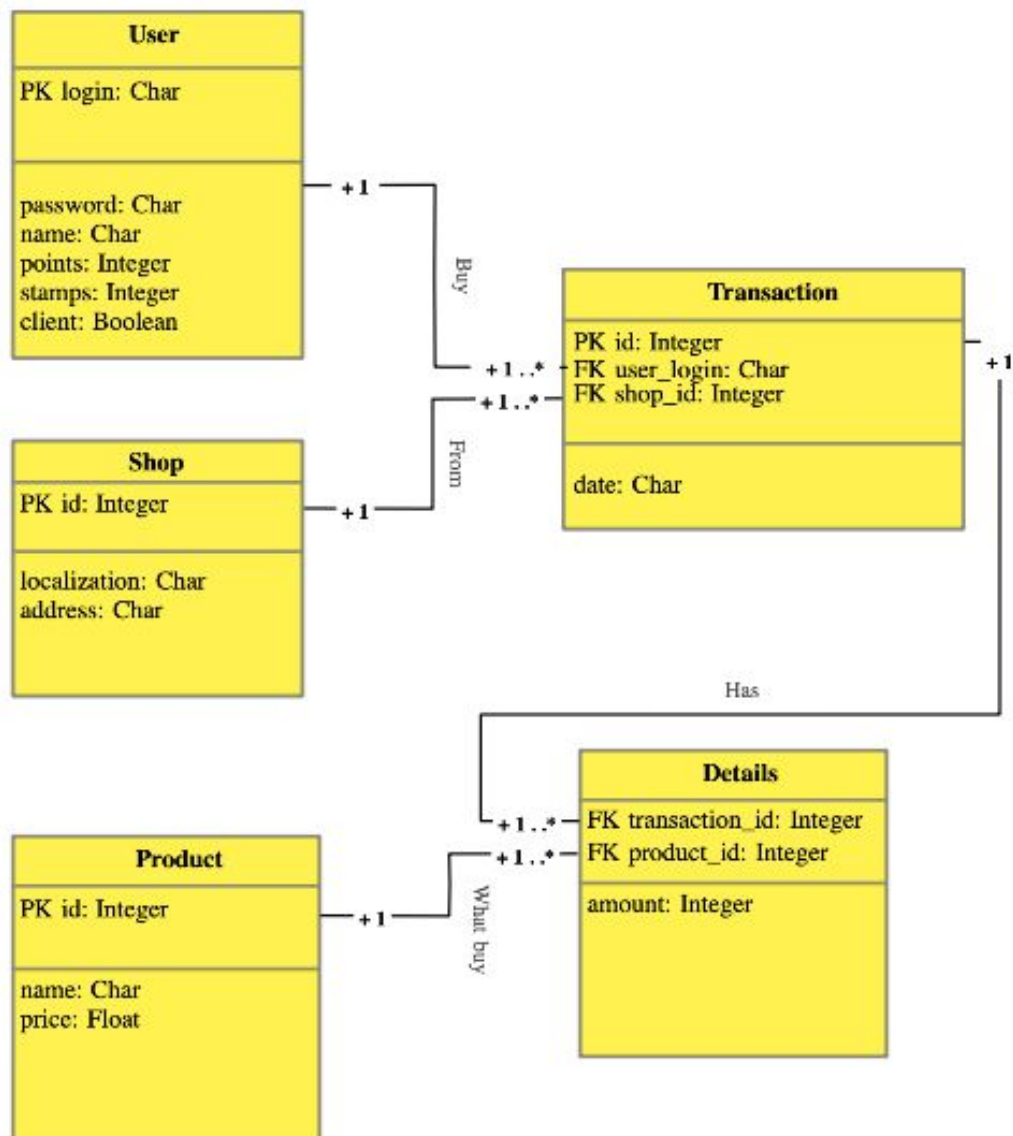 User
PK login: Char
password: Char
name: Char
points: Integer
stamps: Integer
client: Boolean
+1
Buy
+1..*
Transaction
PK id: Integer
FK user_login: Char
FK shop_id: Integer
date: Char
+1
Shop
PK id: Integer
localization: Char
address: Char
+1
From
+1..*
Has
Details
FK transaction_id: Integer
FK product_id: Integer
amount: Integer
+1..*
+1..*
Product
PK id: Integer
name: Char
price: Float
+1
What buy